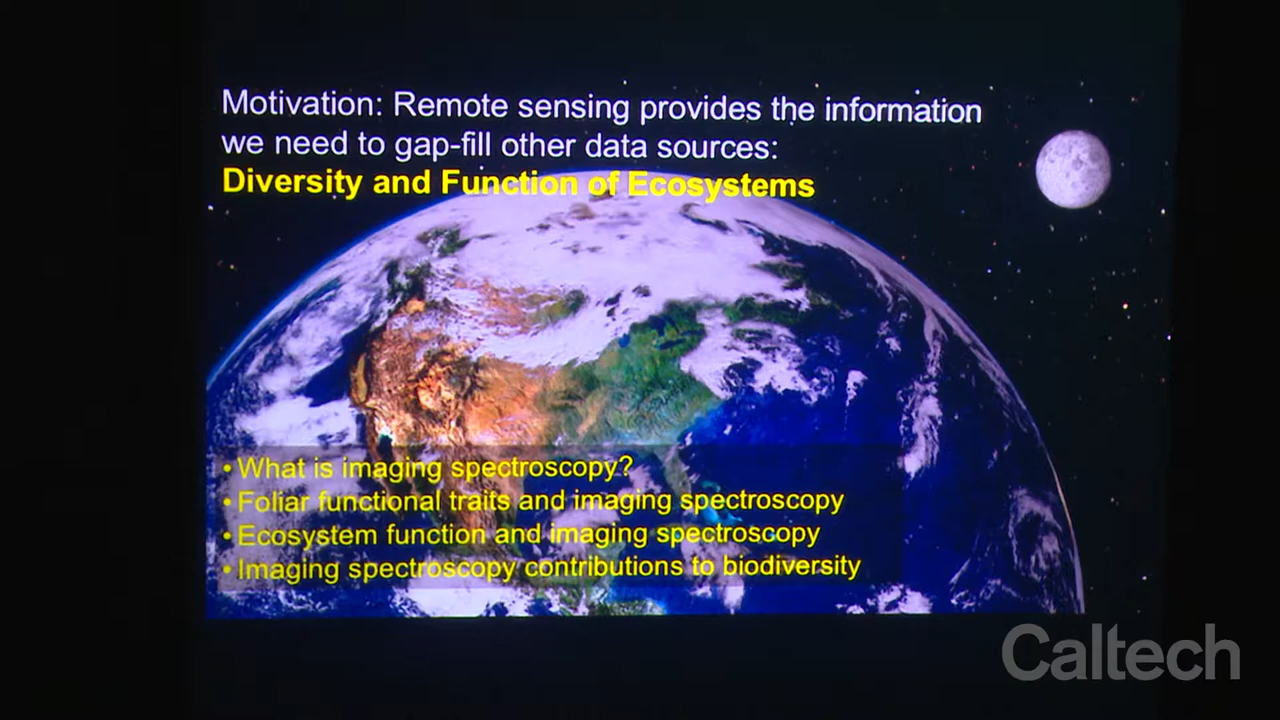 Motivation: Remote sensing provides the information
we need to gap-fill other data sources:
Diversity and Function of Ecosystems
• What is imaging spectroscopy?
• Foliar functional traits and imaging spectroscopy
• Ecosystem function and imaging spectroscopy
• Imaging spectroscopy contributions to biodiversity
Caltech